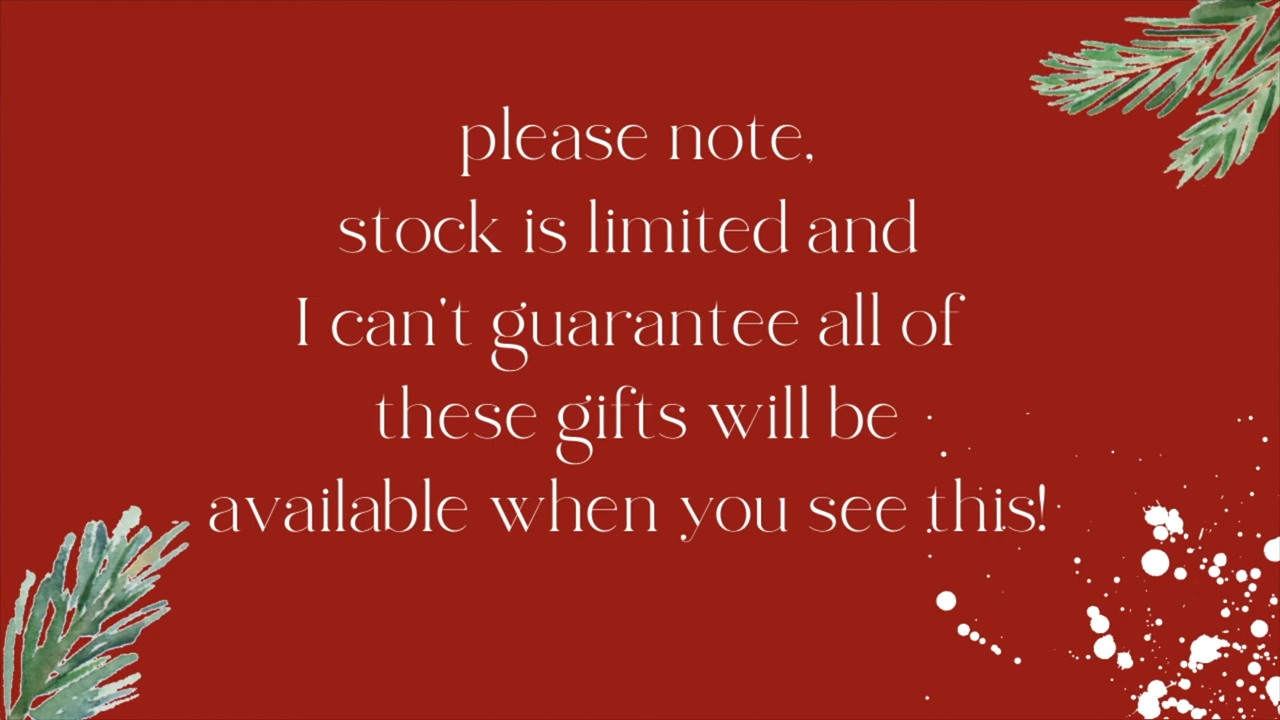 please note,
stock is limited and
I can't guarantee all of
these gifts will be
available when you see this!